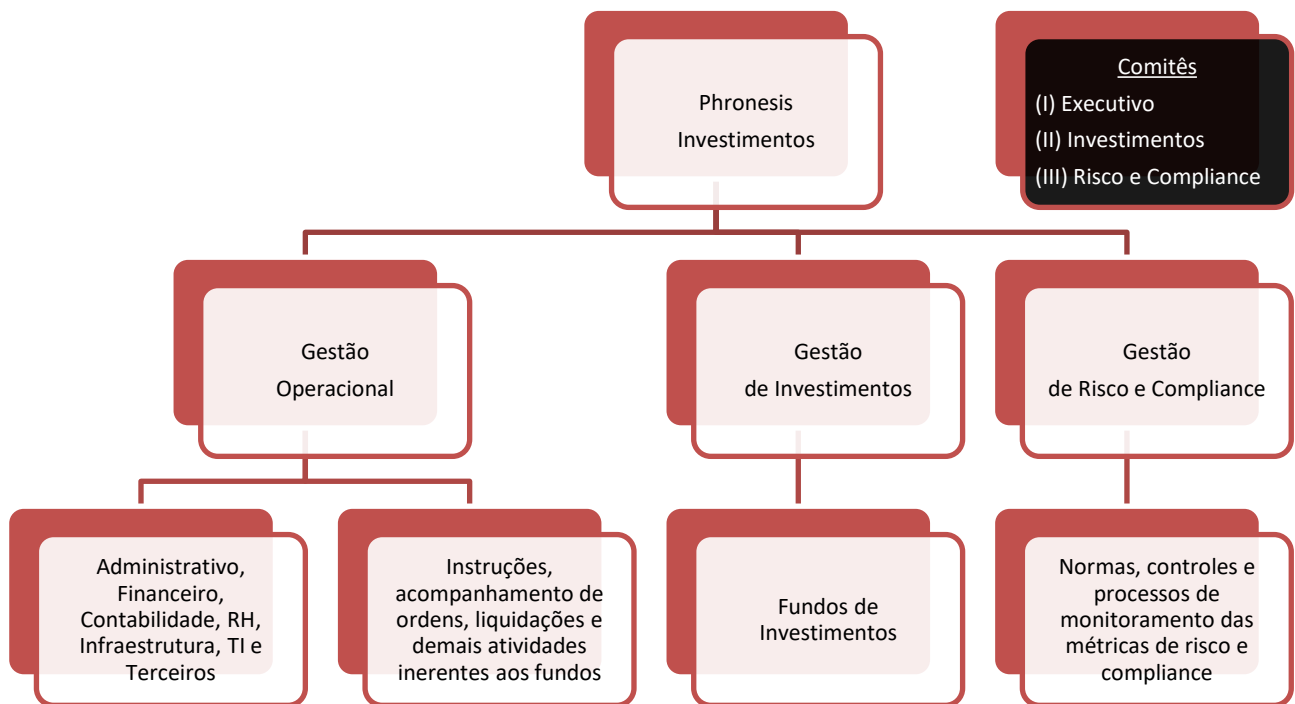 Phronesis
Investimentos
Comitês
(I) Executivo
(II) Investimentos
(III) Risco e Compliance
Gestão
Operacional
Gestão
de Investimentos
Gestão
de Risco e Compliance
Administrativo,
Financeiro,
Contabilidade, RH,
Infraestrutura, TI e
Terceiros
Instruções,
acompanhamento de
ordens, liquidações e
demais atividades
inerentes aos fundos
Fundos de
Investimentos
Normas, controles e
processos de
monitoramento das
métricas de risco e
compliance